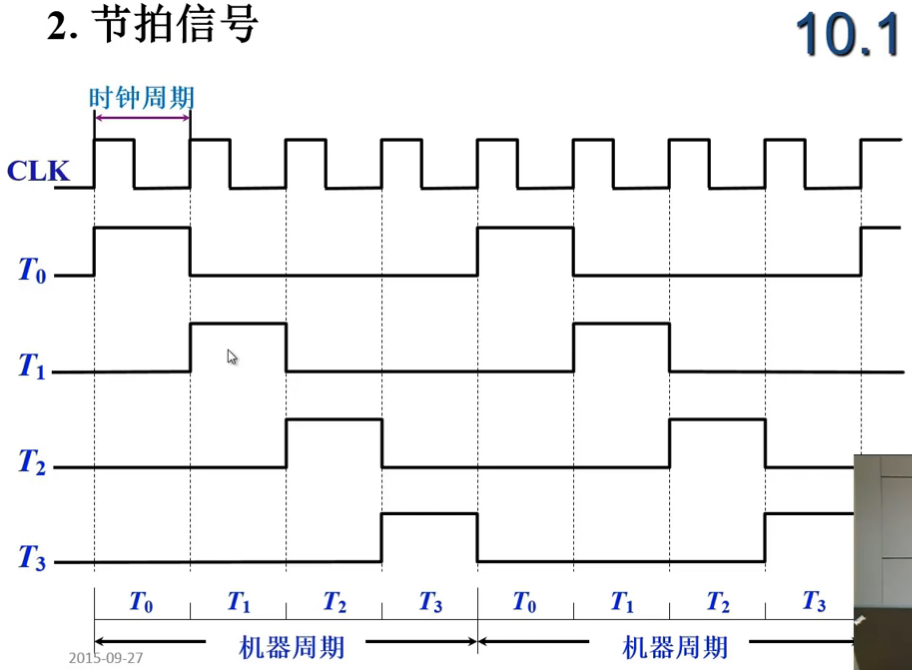 2. 节拍信号
10.1
时钟周期
CLK
T0
T1
T2
T3
T0 T1 T2 T3 T0 T1 T2 T3
机器周期 机器周期
2015-09-27